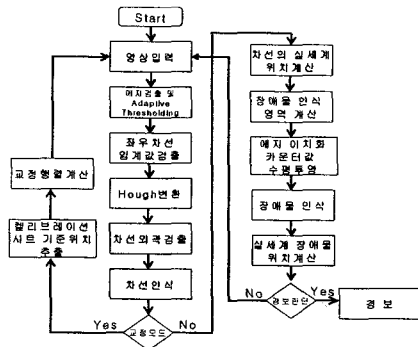 Start
영상입력
에지검출 및
Adaptive
Thresholding
좌우차선
임계값검출
Hough변환
차선외곽검출
차선인식
교정모드
Yes
No
캘리브레이션
시트 기준위치
추출
교정행렬계산
차선의 실세계
위치계산
장애물 인식
영역 계산
에지 이치화
카운터값
수평투영
장애물 인식
실세계 장애물
위치계산
경보판단
No
Yes
경보